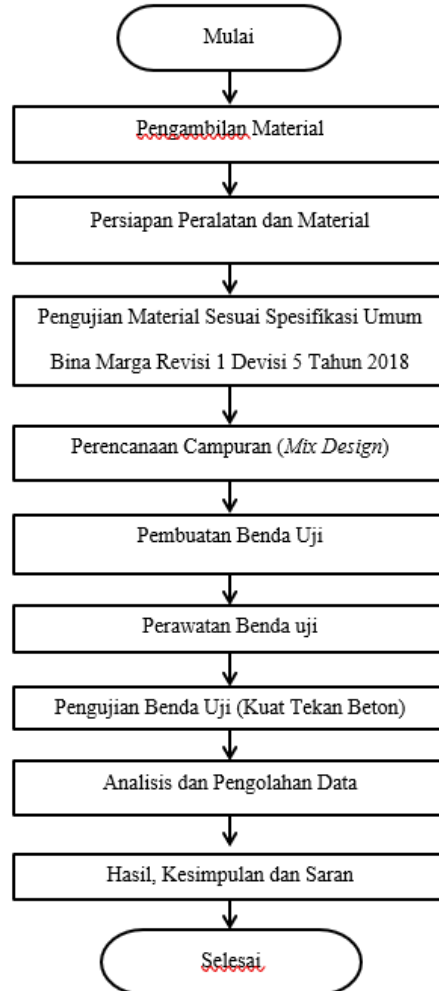 Mulai
Pengambilan Material
Persiapan Peralatan dan Material
Pengujian Material Sesuai Spesifikasi Umum
Bina Marga Revisi 1 Devisi 5 Tahun 2018
Perencanaan Campuran (Mix Design)
Pembuatan Benda Uji
Perawatan Benda uji
Pengujian Benda Uji (Kuat Tekan Beton)
Analisis dan Pengolahan Data
Hasil, Kesimpulan dan Saran
Selesai